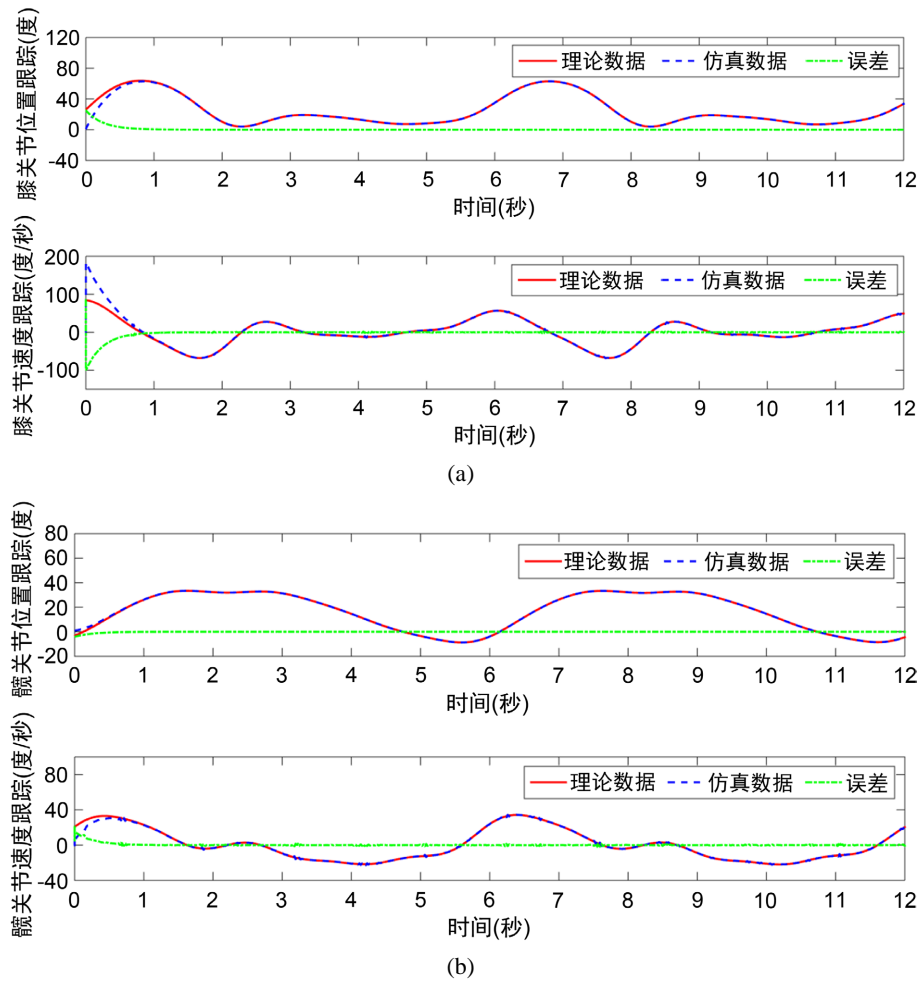 膝关节位置跟踪(度)
120
80
40
0
-40
理论数据 仿真数据 误差
0 1 2 3 4 5 6 7 8 9 10 11 12
时间(秒)
膝关节速度跟踪(度/秒)
200
100
0
-100
理论数据 仿真数据 误差
0 1 2 3 4 5 6 7 8 9 10 11 12
时间(秒)
(a)
髋关节位置跟踪(度)
80
60
40
20
0
-20
理论数据 仿真数据 误差
0 1 2 3 4 5 6 7 8 9 10 11 12
时间(秒)
髋关节速度跟踪(度/秒)
80
40
0
-40
理论数据 仿真数据 误差
0 1 2 3 4 5 6 7 8 9 10 11 12
时间(秒)
(b)